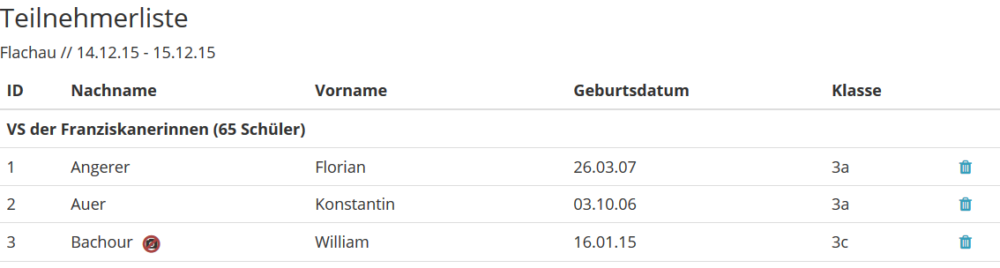 Teilnehmerliste
Flachau // 14.12.15 - 15.12.15
ID Nachname Vorname Geburtsdatum Klasse
VS der Franziskanerinnen (65 Schüler)
1 Angerer Florian 26.03.07 3a
2 Auer Konstantin 03.10.06 3a
3 Bachour William 16.01.15 3c